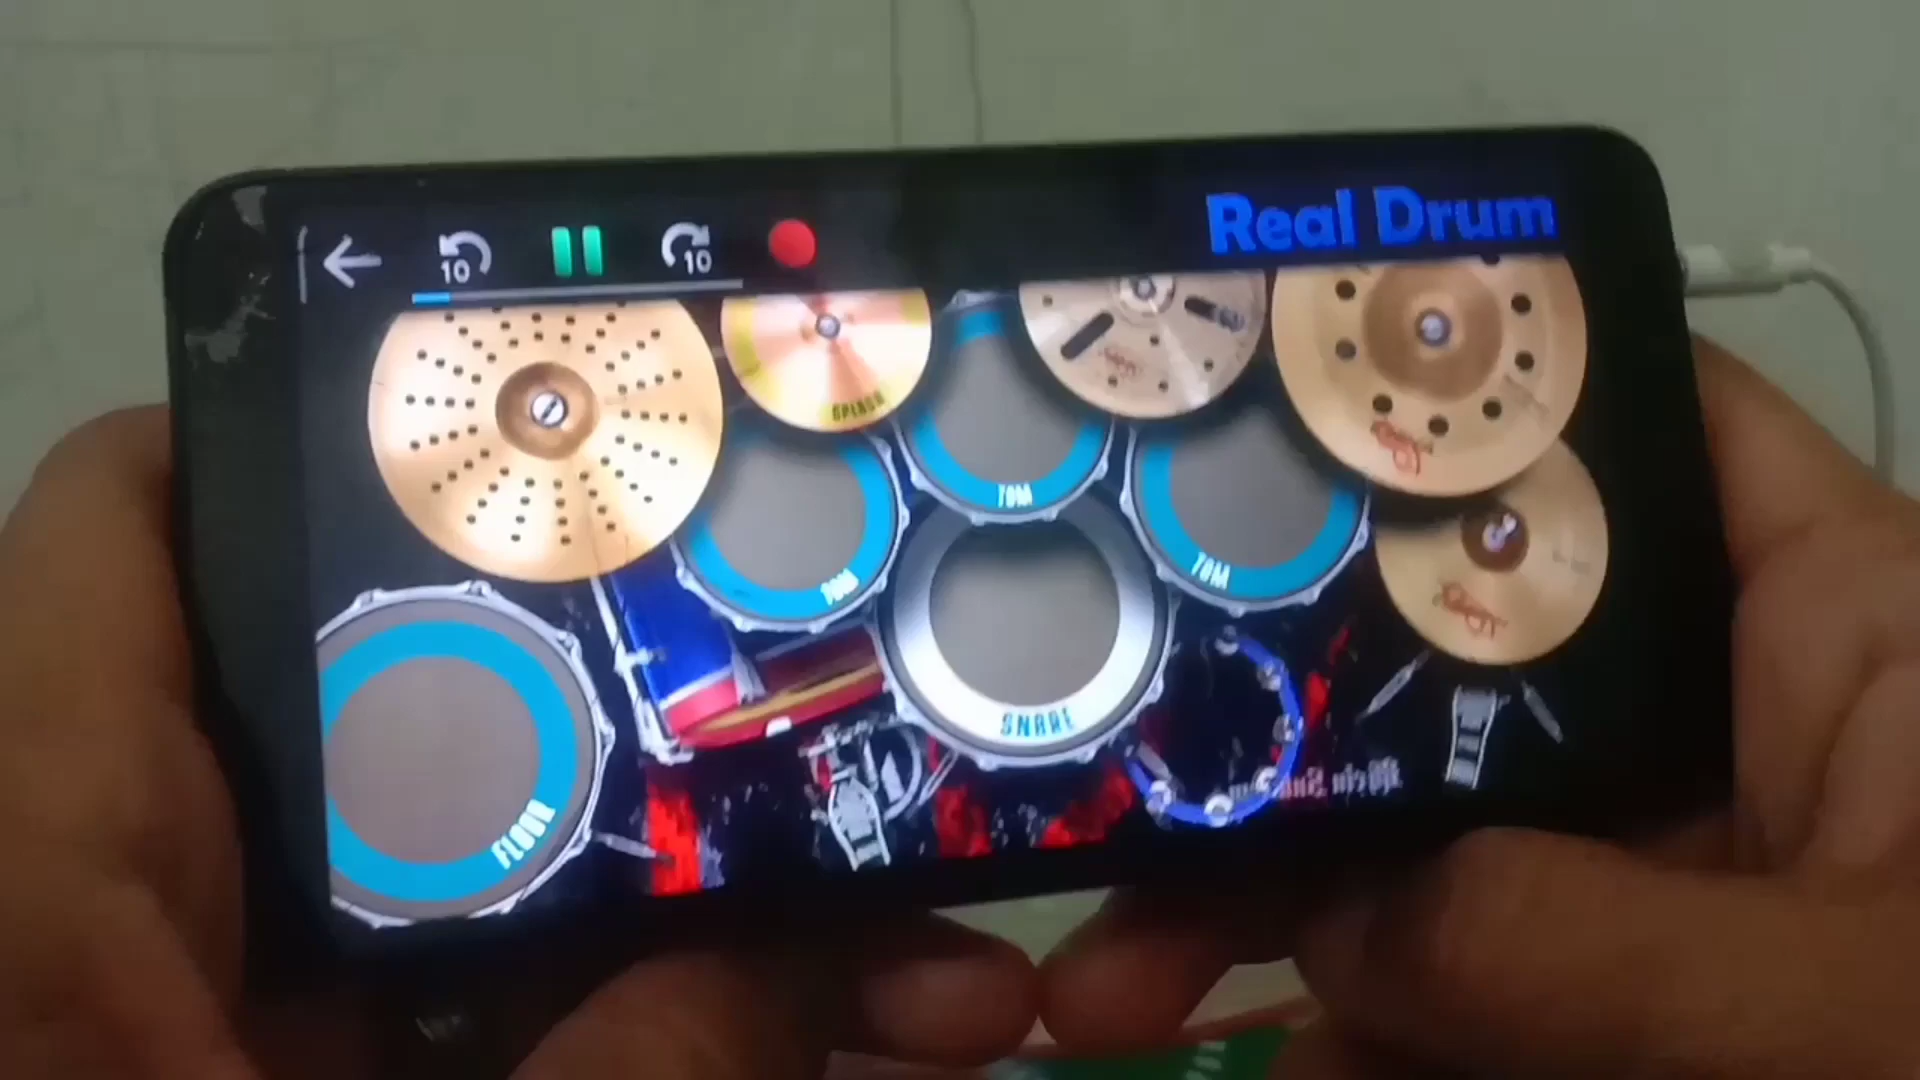 Real Drum
10
10
SPLASH
TOM
TOM
TOM
SNARE
FLOOR